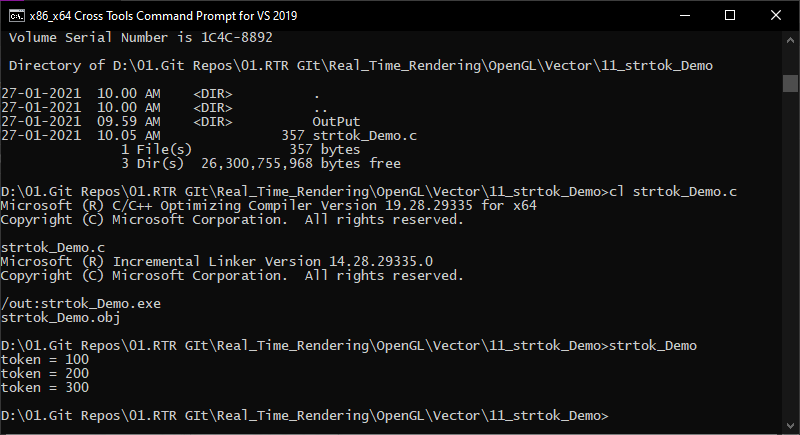 x86_x64 Cross Tools Command Prompt for VS 2019
 Volume Serial Number is 1C4C-8892

 Directory of D:\01.Git Repos\01.RTR GIt\Real_Time_Rendering\OpenGL\Vector\11_strtok_Demo

27-01-2021  10.00 AM    <DIR>          .
27-01-2021  10.00 AM    <DIR>          ..
27-01-2021  09.59 AM    <DIR>          OutPut
27-01-2021  10.05 AM               357 strtok_Demo.c
               1 File(s)            357 bytes
               3 Dir(s)  26,300,755,968 bytes free

D:\01.Git Repos\01.RTR GIt\Real_Time_Rendering\OpenGL\Vector\11_strtok_Demo>cl strtok_Demo.c
Microsoft (R) C/C++ Optimizing Compiler Version 19.28.29335 for x64
Copyright (C) Microsoft Corporation.  All rights reserved.

strtok_Demo.c
Microsoft (R) Incremental Linker Version 14.28.29335.0
Copyright (C) Microsoft Corporation.  All rights reserved.

/out:strtok_Demo.exe
strtok_Demo.obj

D:\01.Git Repos\01.RTR GIt\Real_Time_Rendering\OpenGL\Vector\11_strtok_Demo>strtok_Demo
token = 100
token = 200
token = 300

D:\01.Git Repos\01.RTR GIt\Real_Time_Rendering\OpenGL\Vector\11_strtok_Demo>